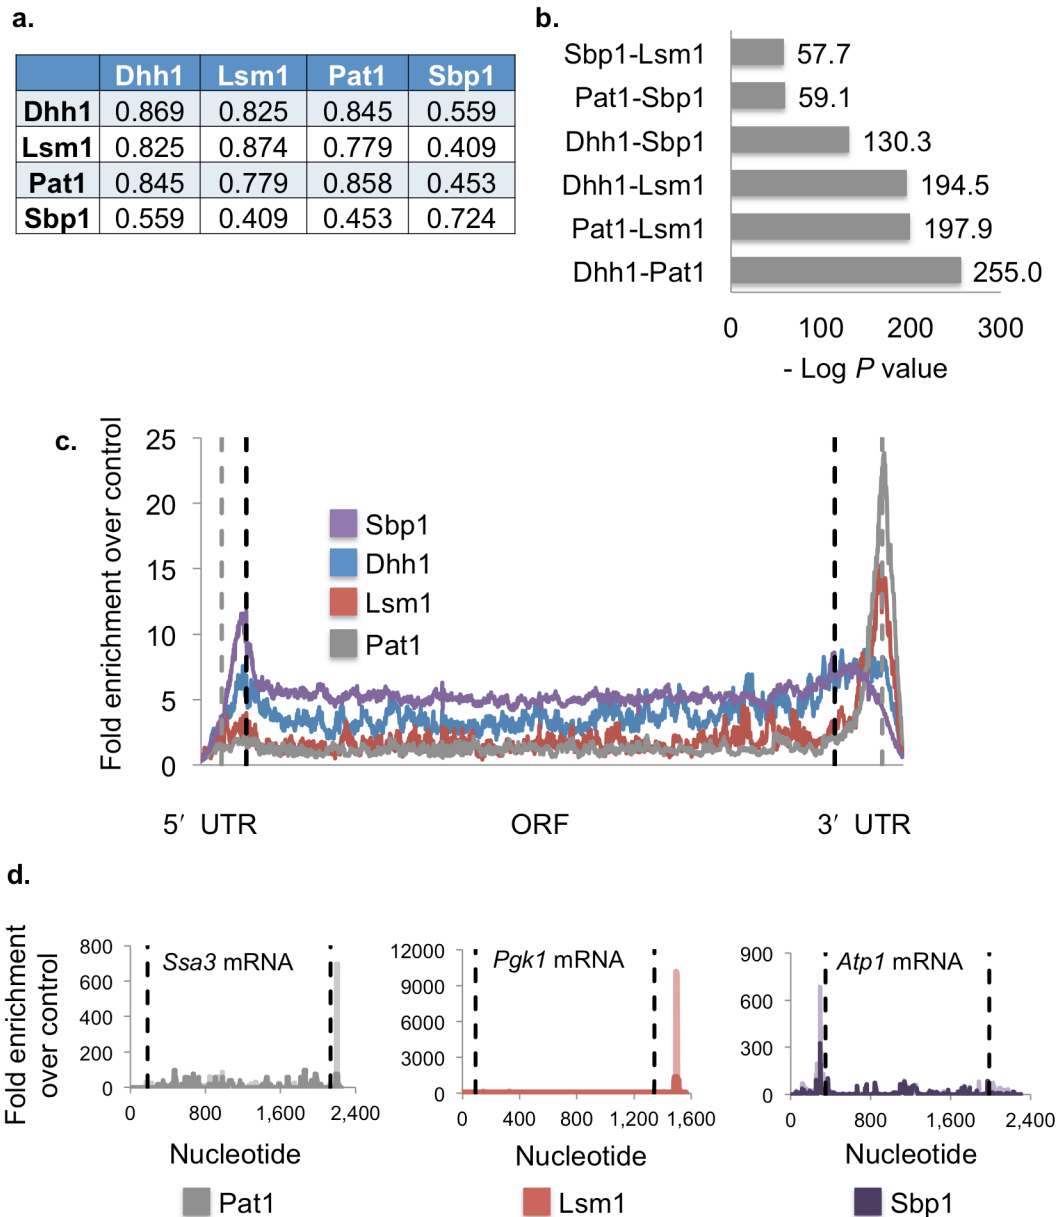 a.
Dhh1 Lsm1 Pat1 Sbp1
Dhh1 0.869 0.825 0.845 0.559
Lsm1 0.825 0.874 0.779 0.409
Pat1 0.845 0.779 0.858 0.453
Sbp1 0.559 0.409 0.453 0.724
b.
Sbp1-Lsm1 57.7
Pat1-Sbp1 59.1
Dhh1-Sbp1 130.3
Dhh1-Lsm1 194.5
Pat1-Lsm1 197.9
Dhh1-Pat1 255.0
0 100 200 300
- Log P value
c.
Fold enrichment over control
25
20
15
10
5
0
Sbp1
Dhh1
Lsm1
Pat1
5′ UTR ORF 3′ UTR
d.
Fold enrichment
over control
800
600
400
200
0
Ssa3 mRNA
0 800 1,600 2,400
Nucleotide
Pat1
12000
9000
6000
3000
0
Pgk1 mRNA
0 400 800 1,200 1,600
Nucleotide
Lsm1
900
600
300
0
Atp1 mRNA
0 800 1,600 2,400
Nucleotide
Sbp1